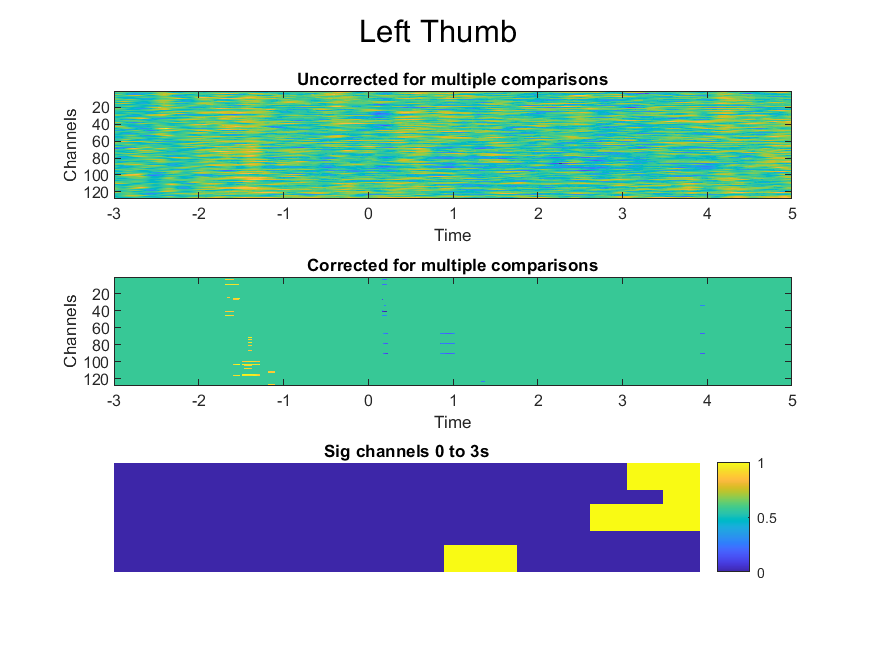 Left Thumb
Uncorrected for multiple comparisons
Channels
20
40
60
80
100
120
-3 -2 -1 0 1 2 3 4 5
Time
Corrected for multiple comparisons
Channels
20
40
60
80
100
120
-3 -2 -1 0 1 2 3 4 5
Time
Sig channels 0 to 3s
1
0.5
0